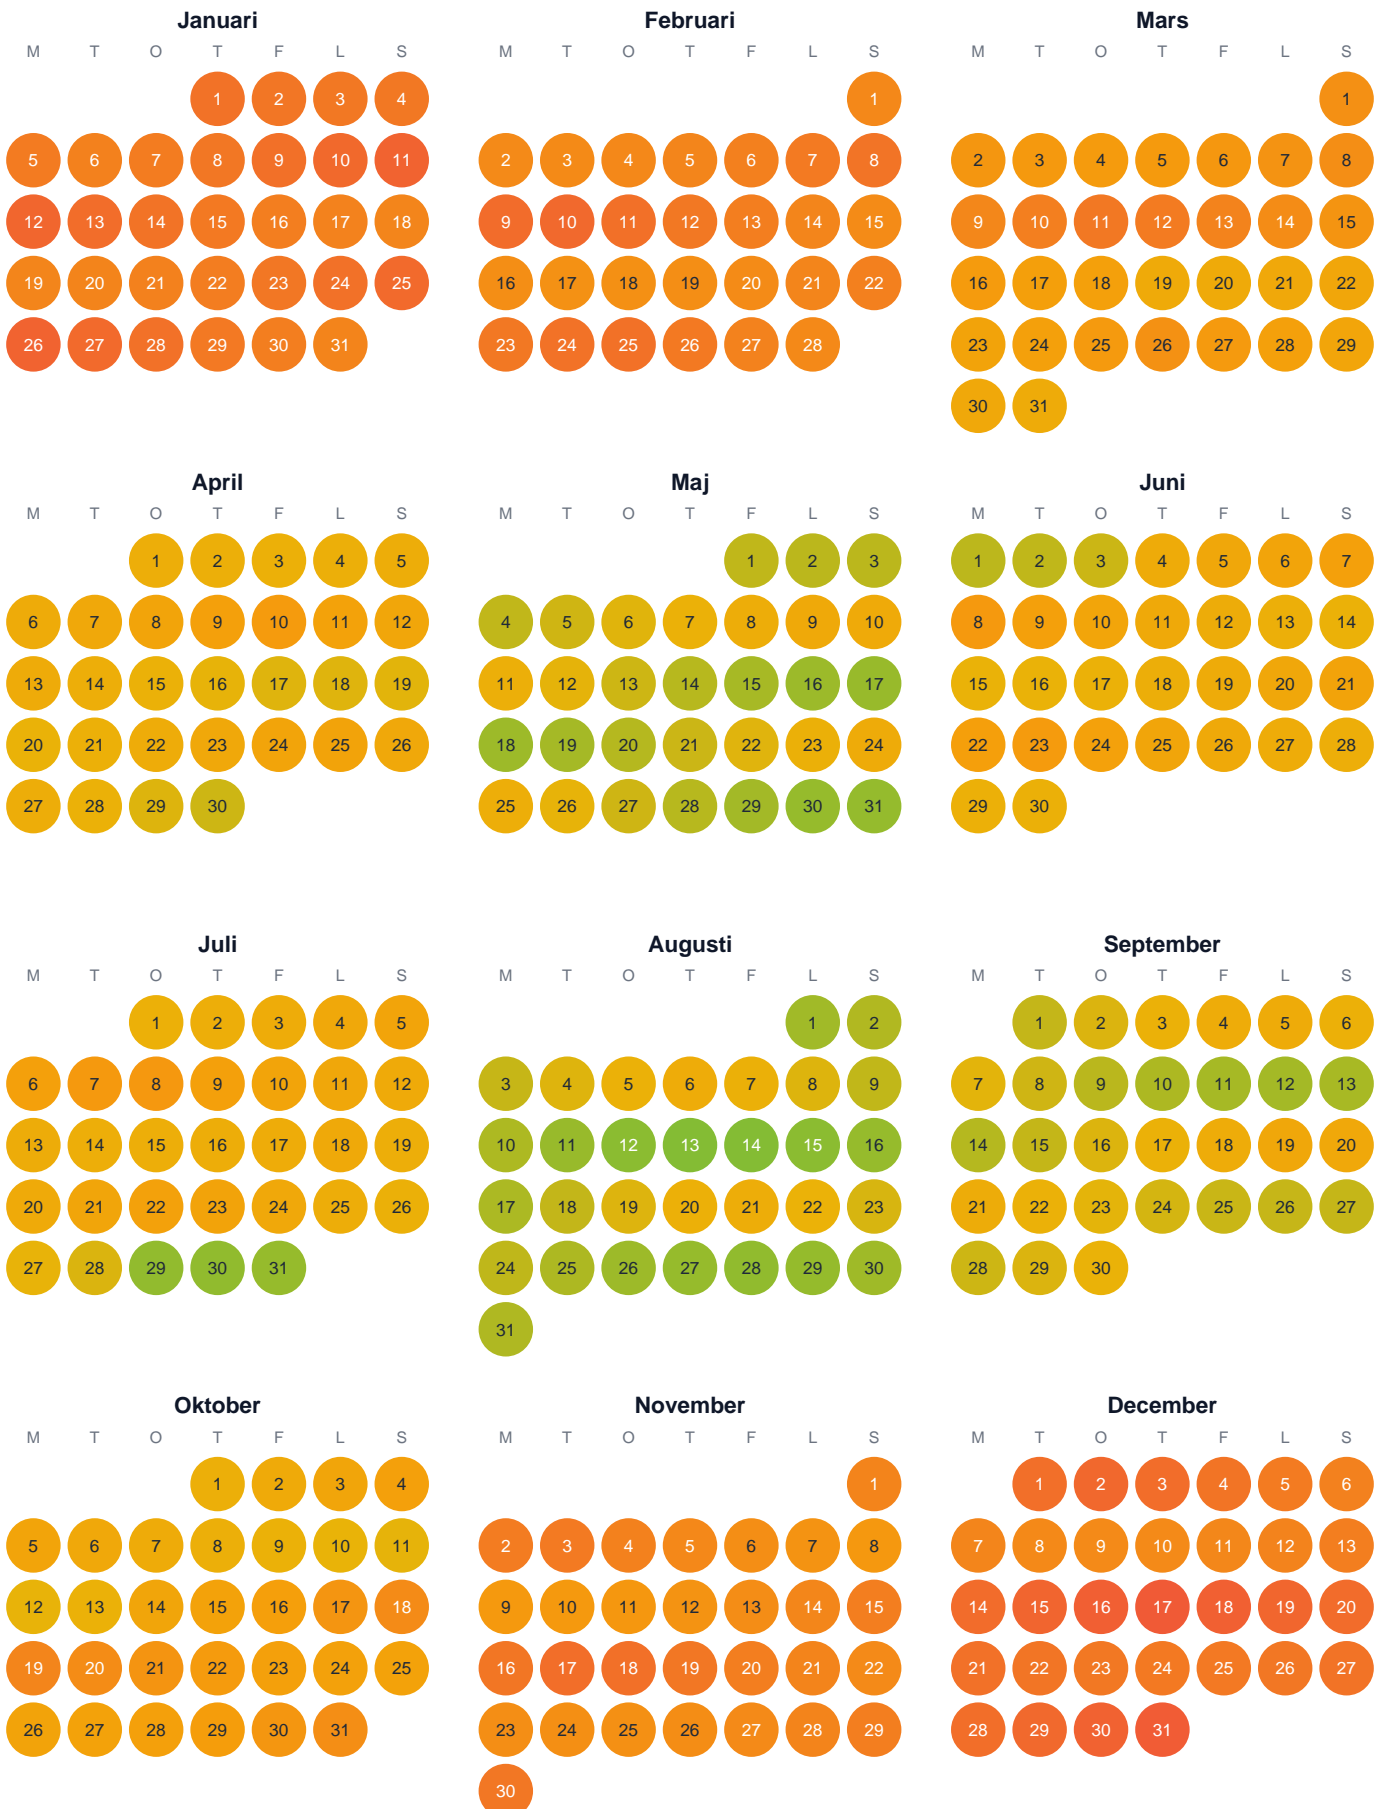 Januari Februari Mars
M T O T F L S M T O T F L S M T O T F L S
1 2 3 4 1 1
5 6 7 8 9 10 11 2 3 4 5 6 7 8 2 3 4 5 6 7 8
12 13 14 15 16 17 18 9 10 11 12 13 14 15 9 10 11 12 13 14 15
19 20 21 22 23 24 25 16 17 18 19 20 21 22 16 17 18 19 20 21 22
26 27 28 29 30 31 23 24 25 26 27 28 23 24 25 26 27 28 29
30 31
April Maj Juni
M T O T F L S M T O T F L S M T O T F L S
1 2 3 4 5 1 2 3 1 2 3 4 5 6 7
6 7 8 9 10 11 12 4 5 6 7 8 9 10 8 9 10 11 12 13 14
13 14 15 16 17 18 19 11 12 13 14 15 16 17 15 16 17 18 19 20 21
20 21 22 23 24 25 26 18 19 20 21 22 23 24 22 23 24 25 26 27 28
27 28 29 30 25 26 27 28 29 30 31 29 30
Juli Augusti September
M T O T F L S M T O T F L S M T O T F L S
1 2 3 4 5 1 2 1 2 3 4 5 6
6 7 8 9 10 11 12 3 4 5 6 7 8 9 7 8 9 10 11 12 13
13 14 15 16 17 18 19 10 11 12 13 14 15 16 14 15 16 17 18 19 20
20 21 22 23 24 25 26 17 18 19 20 21 22 23 21 22 23 24 25 26 27
27 28 29 30 31 24 25 26 27 28 29 30 28 29 30
31
Oktober November December
M T O T F L S M T O T F L S M T O T F L S
1 2 3 4 1 1 2 3 4 5 6
5 6 7 8 9 10 11 2 3 4 5 6 7 8 7 8 9 10 11 12 13
12 13 14 15 16 17 18 9 10 11 12 13 14 15 14 15 16 17 18 19 20
19 20 21 22 23 24 25 16 17 18 19 20 21 22 21 22 23 24 25 26 27
26 27 28 29 30 31 23 24 25 26 27 28 29 28 29 30 31
30